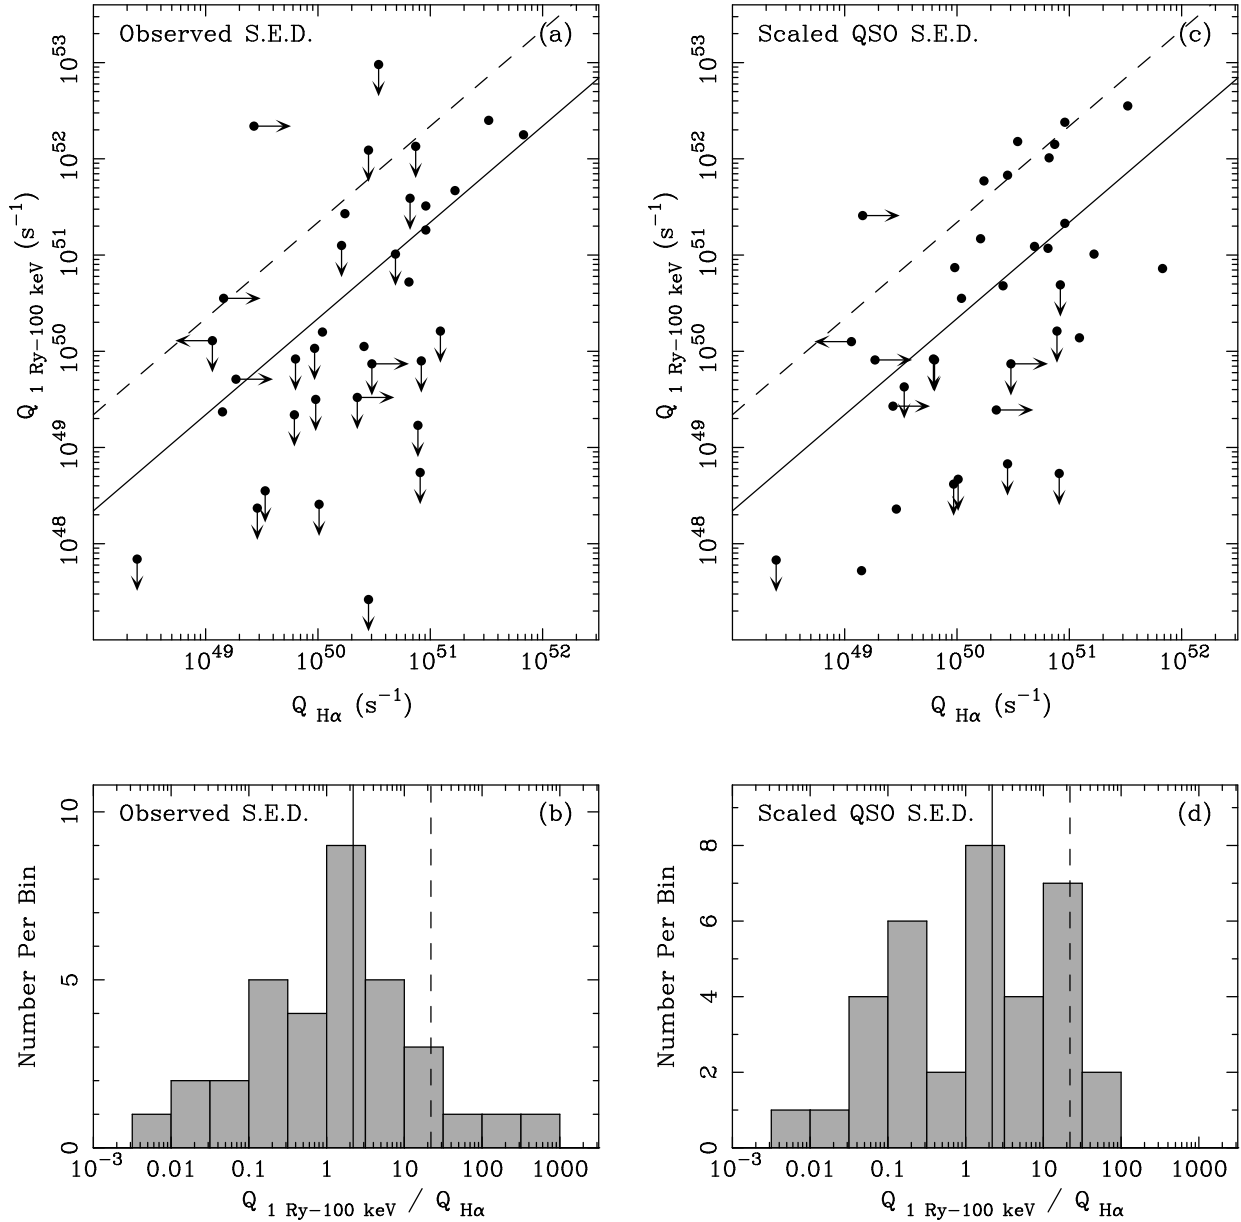 Observed S.E.D. (a)
10^53
10^52
10^51
10^50
10^49
10^48
Q 1 Ry−100 keV (s^−1)
10^49 10^50 10^51 10^52
Q Hα (s^−1)
Scaled QSO S.E.D. (c)
10^53
10^52
10^51
10^50
10^49
10^48
Q 1 Ry−100 keV (s^−1)
10^49 10^50 10^51 10^52
Q Hα (s^−1)
Observed S.E.D. (b)
10
5
0
Number Per Bin
10^−3 0.01 0.1 1 10 100 1000
Q 1 Ry−100 keV / Q Hα
Scaled QSO S.E.D. (d)
8
6
4
2
0
Number Per Bin
10^−3 0.01 0.1 1 10 100 1000
Q 1 Ry−100 keV / Q Hα